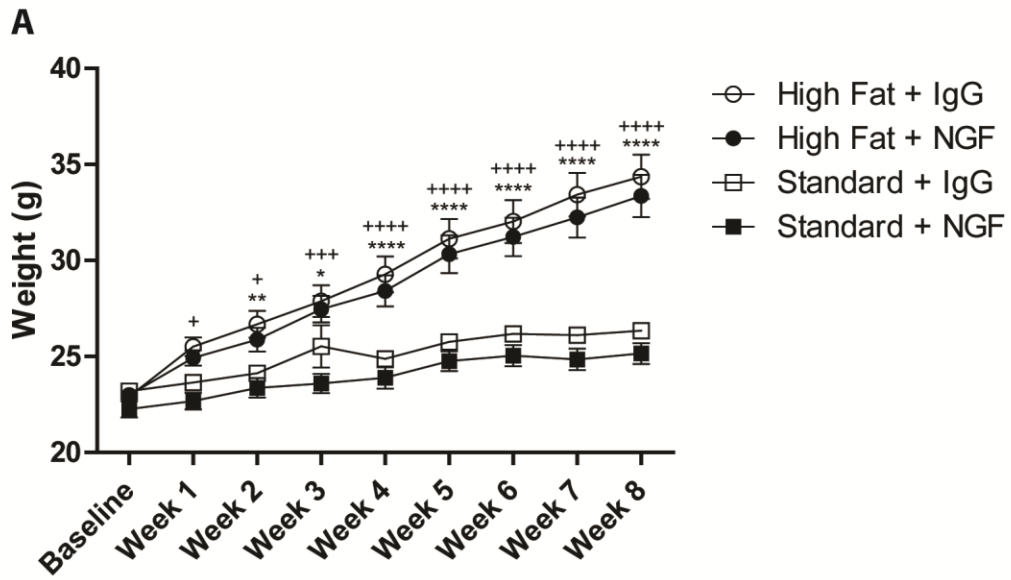 A
Weight (g)
40
35
30
25
20
+
+
**
+++
*
++++
****
++++
****
++++
****
++++
****
++++
****
Baseline
Week 1
Week 2
Week 3
Week 4
Week 5
Week 6
Week 7
Week 8
High Fat + IgG
High Fat + NGF
Standard + IgG
Standard + NGF